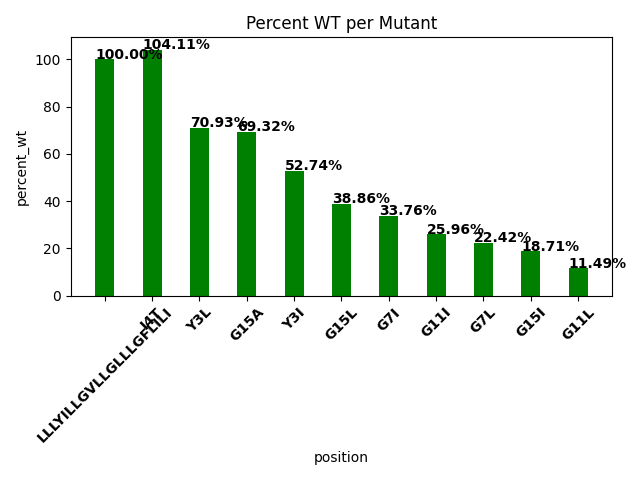 Percent WT per Mutant
percent_wt
100
80
60
40
20
0
100.00%
104.11%
70.93%
69.32%
52.74%
38.86%
33.76%
25.96%
22.42%
18.71%
11.49%
LLLYILLGVLLGLLLGFLILI
I4T
Y3L
G15A
Y3I
G15L
G7I
G11I
G7L
G15I
G11L
position